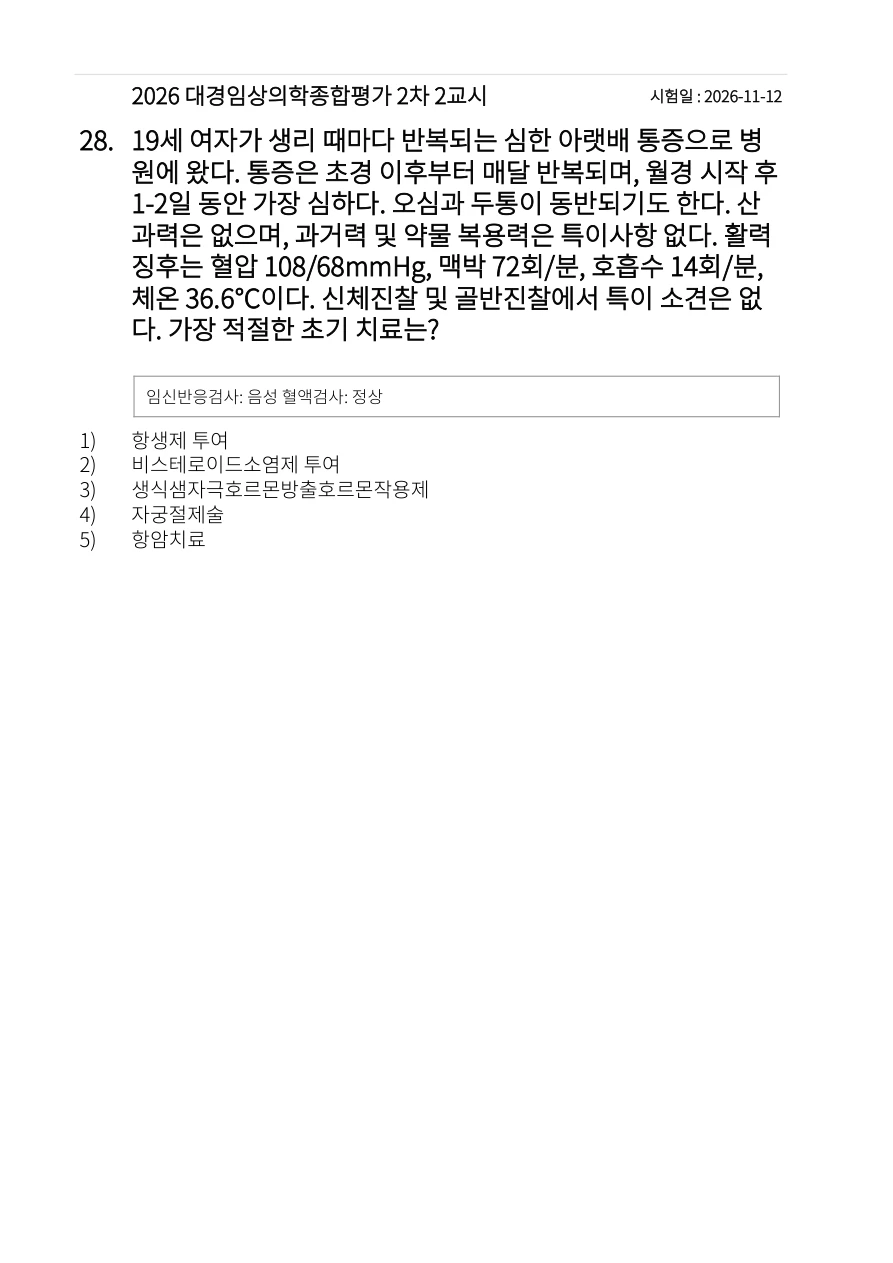 2026 대경임상의학종합평가 2차 2교시 시험일 : 2026-11-12
28. 19세 여자가 생리 때마다 반복되는 심한 아랫배 통증으로 병
원에 왔다. 통증은 초경 이후부터 매달 반복되며, 월경 시작 후
1-2일 동안 가장 심하다. 오심과 두통이 동반되기도 한다. 산
과력은 없으며, 과거력 및 약물 복용력은 특이사항 없다. 활력
징후는 혈압 108/68mmHg, 맥박 72회/분, 호흡수 14회/분,
체온 36.6℃이다. 신체진찰 및 골반진찰에서 특이 소견은 없
다. 가장 적절한 초기 치료는?
임신반응검사: 음성 혈액검사: 정상
1) 항생제 투여
2) 비스테로이드소염제 투여
3) 생식샘자극호르몬방출호르몬작용제
4) 자궁절제술
5) 항암치료